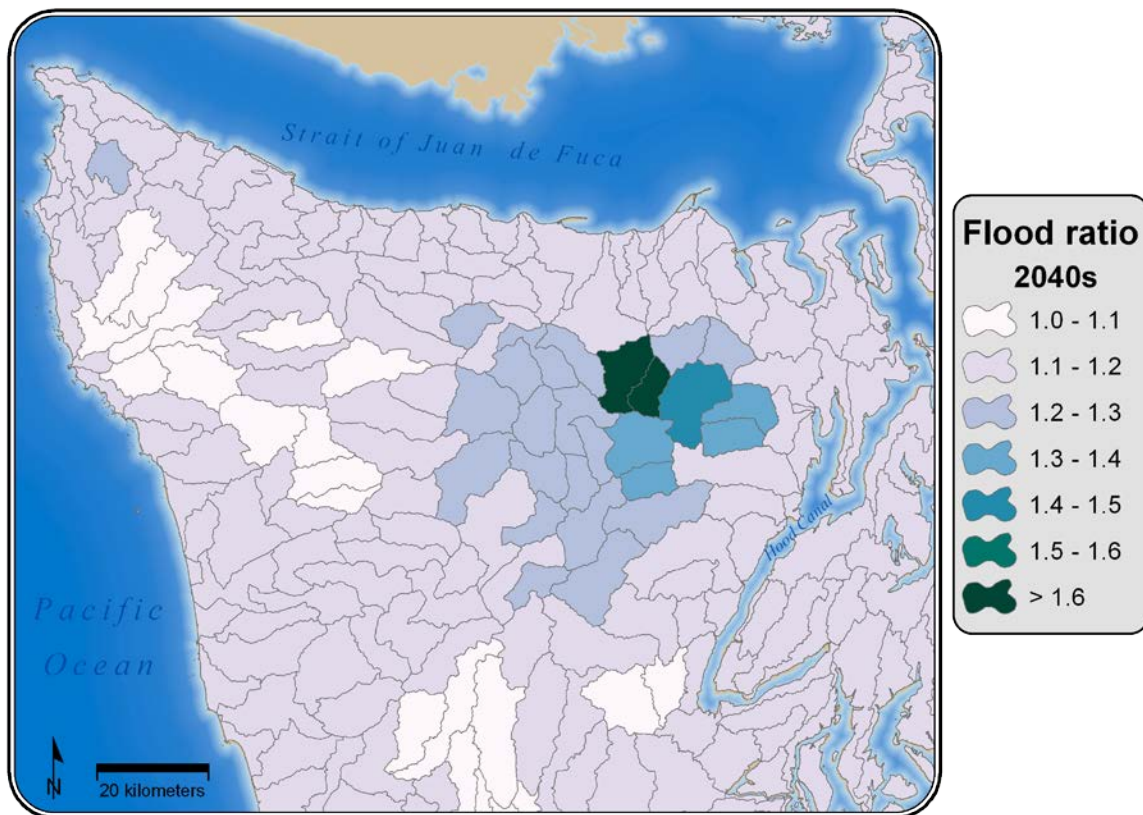 Strait of Juan de Fuca
Hood Canal
Pacific
Ocean
N
20 kilometers
Flood ratio
2040s
1.0 - 1.1
1.1 - 1.2
1.2 - 1.3
1.3 - 1.4
1.4 - 1.5
1.5 - 1.6
> 1.6